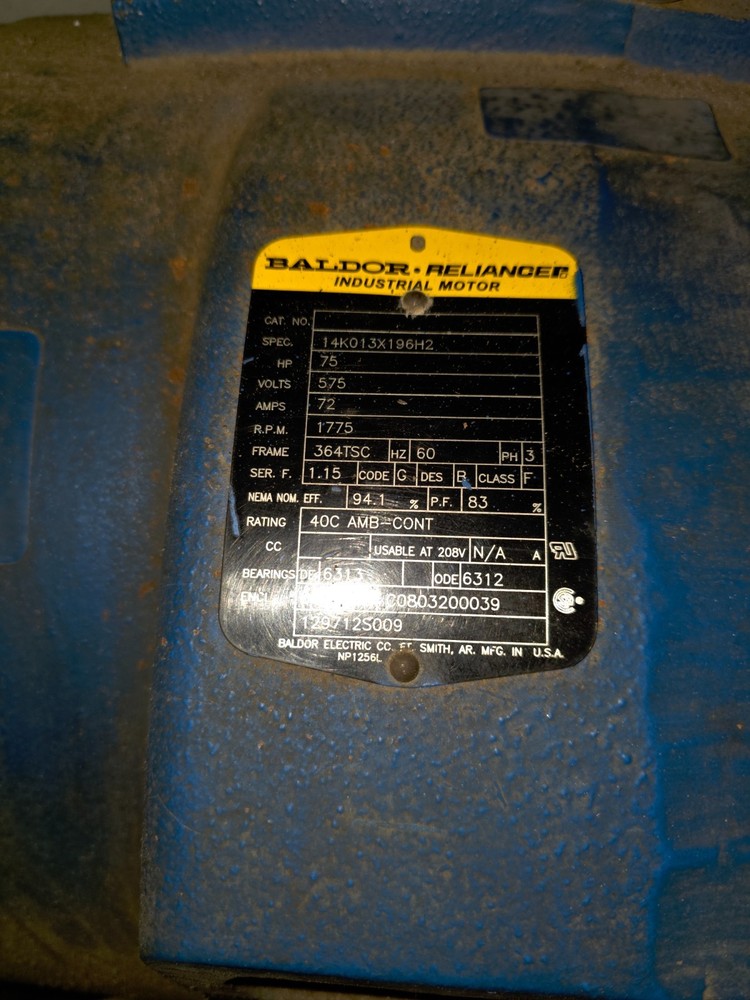 BALDOR · RELIANCE
INDUSTRIAL MOTOR
CAT. NO.
SPEC. 14K013X196H2
HP 75
VOLTS 575
AMPS 72
R.P.M. 1775
FRAME 364TSC HZ 60 PH 3
SER. F. 1.15 CODE G DES B CLASS F
NEMA NOM. EFF. 94.1 % P.F. 83 %
RATING 40C AMB-CONT
CC USABLE AT 208V N/A A
BEARINGS DE 6313 ODE 6312
C0803200039
129712S009
BALDOR ELECTRIC CO. FT. SMITH, AR. MFG. IN U.S.A.
NP1256L